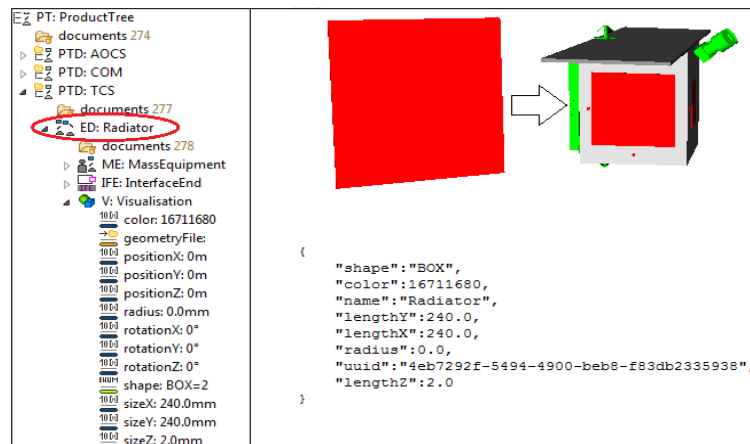 PT: ProductTree
documents 274
PTD: AOCS
PTD: COM
PTD: TCS
documents 277
ED: Radiator
documents 278
ME: MassEquipment
IFE: InterfaceEnd
V: Visualisation
color: 16711680
geometryFile:
positionX: 0m
positionY: 0m
positionZ: 0m
radius: 0.0mm
rotationX: 0°
rotationY: 0°
rotationZ: 0°
shape: BOX=2
sizeX: 240.0mm
sizeY: 240.0mm
sizeZ: 2.0mm
{
"shape":"BOX",
"color":16711680,
"name":"Radiator",
"lengthY":240.0,
"lengthX":240.0,
"radius":0.0,
"uuid":"4eb7292f-5494-4900-beb8-f83db2335938",
"lengthZ":2.0
}